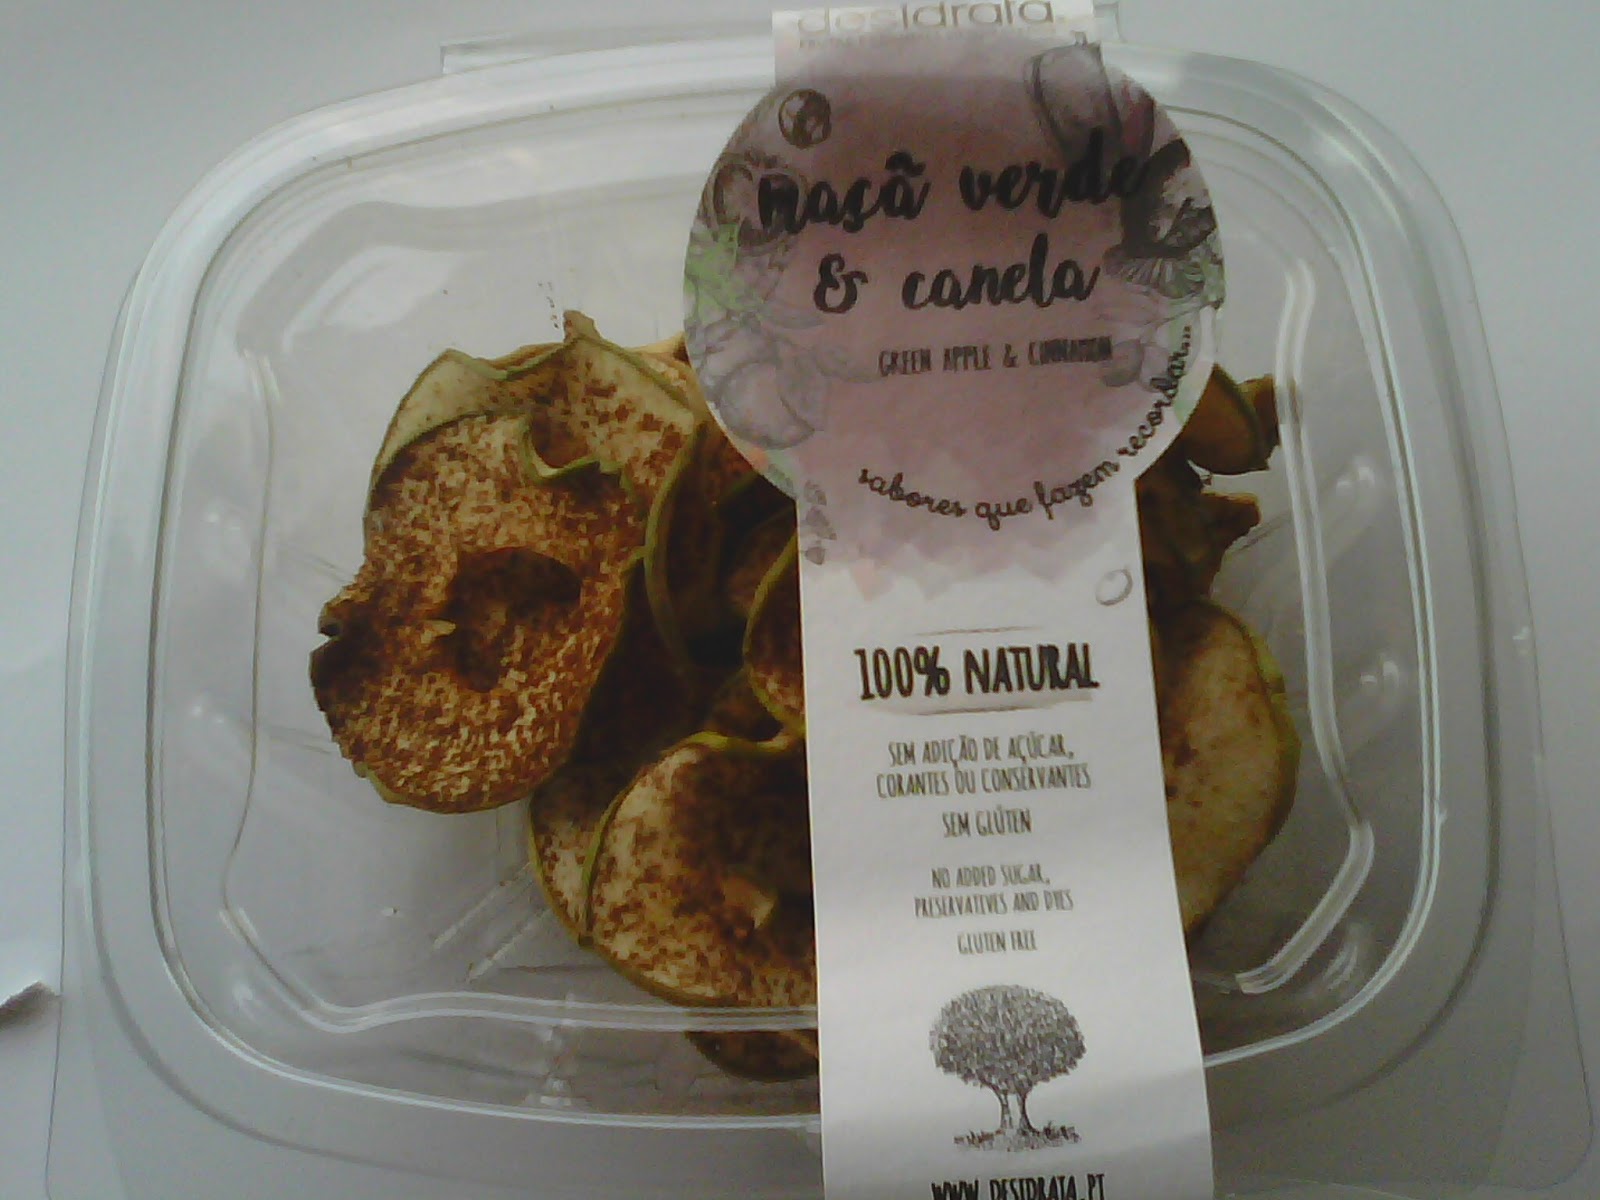 desidrata
maçã verde
& canela
GREEN APPLE & CINNAMON
sabores que fazem recordar...
100% NATURAL
SEM ADIÇÃO DE AÇÚCAR,
CORANTES OU CONSERVANTES
SEM GLÚTEN
NO ADDED SUGAR,
PRESERVATIVES AND DYES
GLUTEN FREE
WWW.DESIDRATA.PT